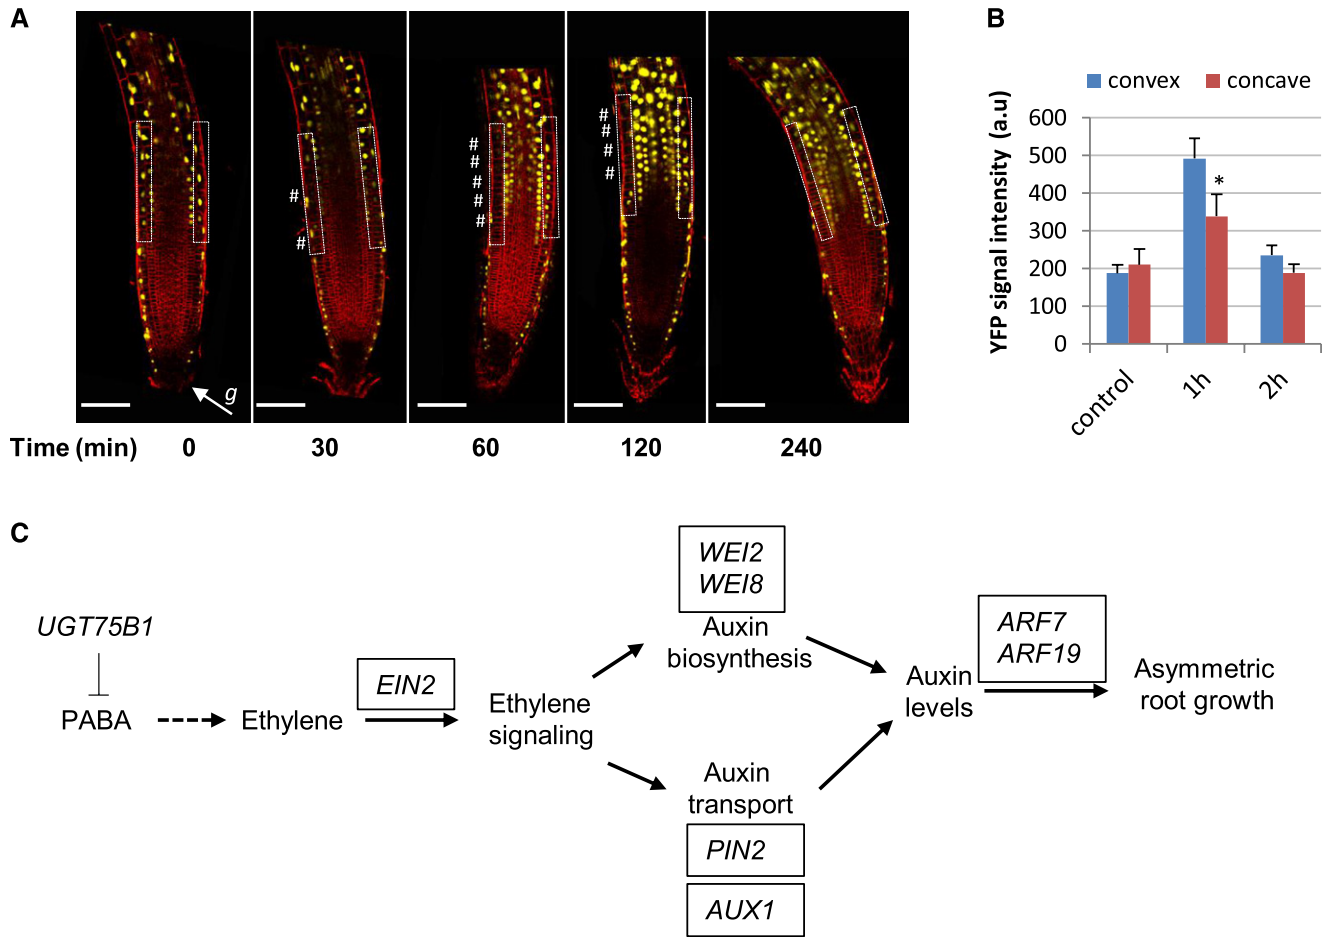 A
#
#
#
#
#
#
#
#
#
#
#
g
Time (min) 0 30 60 120 240
B
convex concave
YFP signal intensity (a.u)
600
500
400
300
200
100
0
*
control 1h 2h
C
UGT75B1
PABA
Ethylene
EIN2
Ethylene
signaling
WEI2
WEI8
Auxin
biosynthesis
Auxin
transport
PIN2
AUX1
Auxin
levels
ARF7
ARF19
Asymmetric
root growth